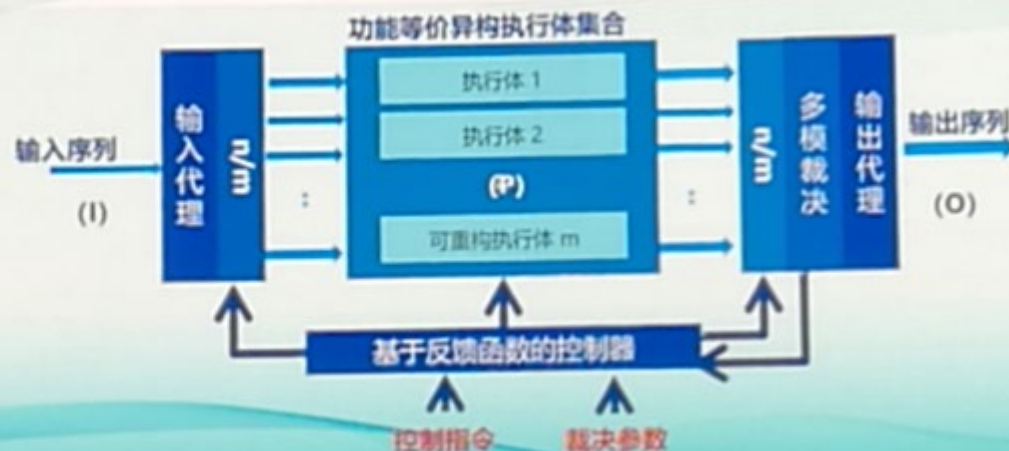 功能等价异构执行体集合
输入序列
(I)
输入代理
n/m
执行体 1
执行体 2
(P)
可重构执行体 m
:
:
n/m
多模裁决
输出代理
输出序列
(O)
基于反馈函数的控制器
控制指令
裁决参数